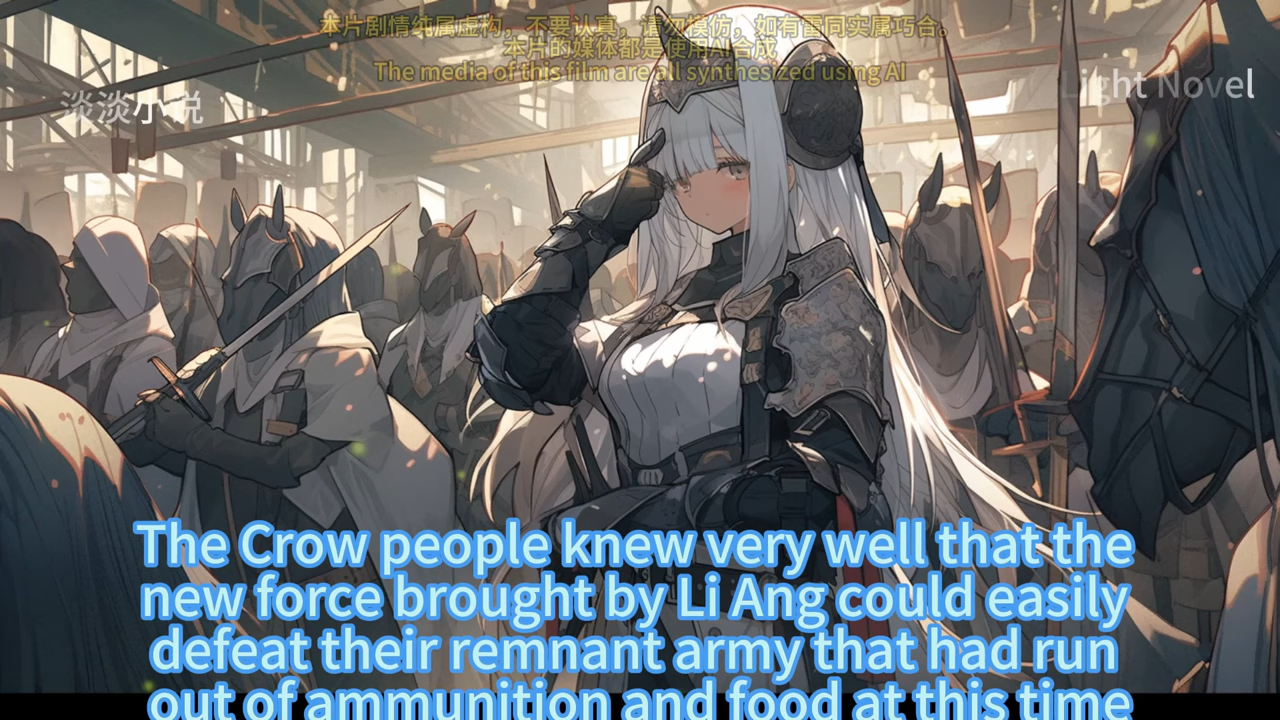 本片剧情纯属虚构，不要认真，请勿模仿，如有雷同实属巧合。
本片的媒体都是使用AI合成
The media of this film are all synthesized using AI
Light Novel
淡淡小说
The Crow people knew very well that the
new force brought by Li Ang could easily
defeat their remnant army that had run
out of ammunition and food at this time